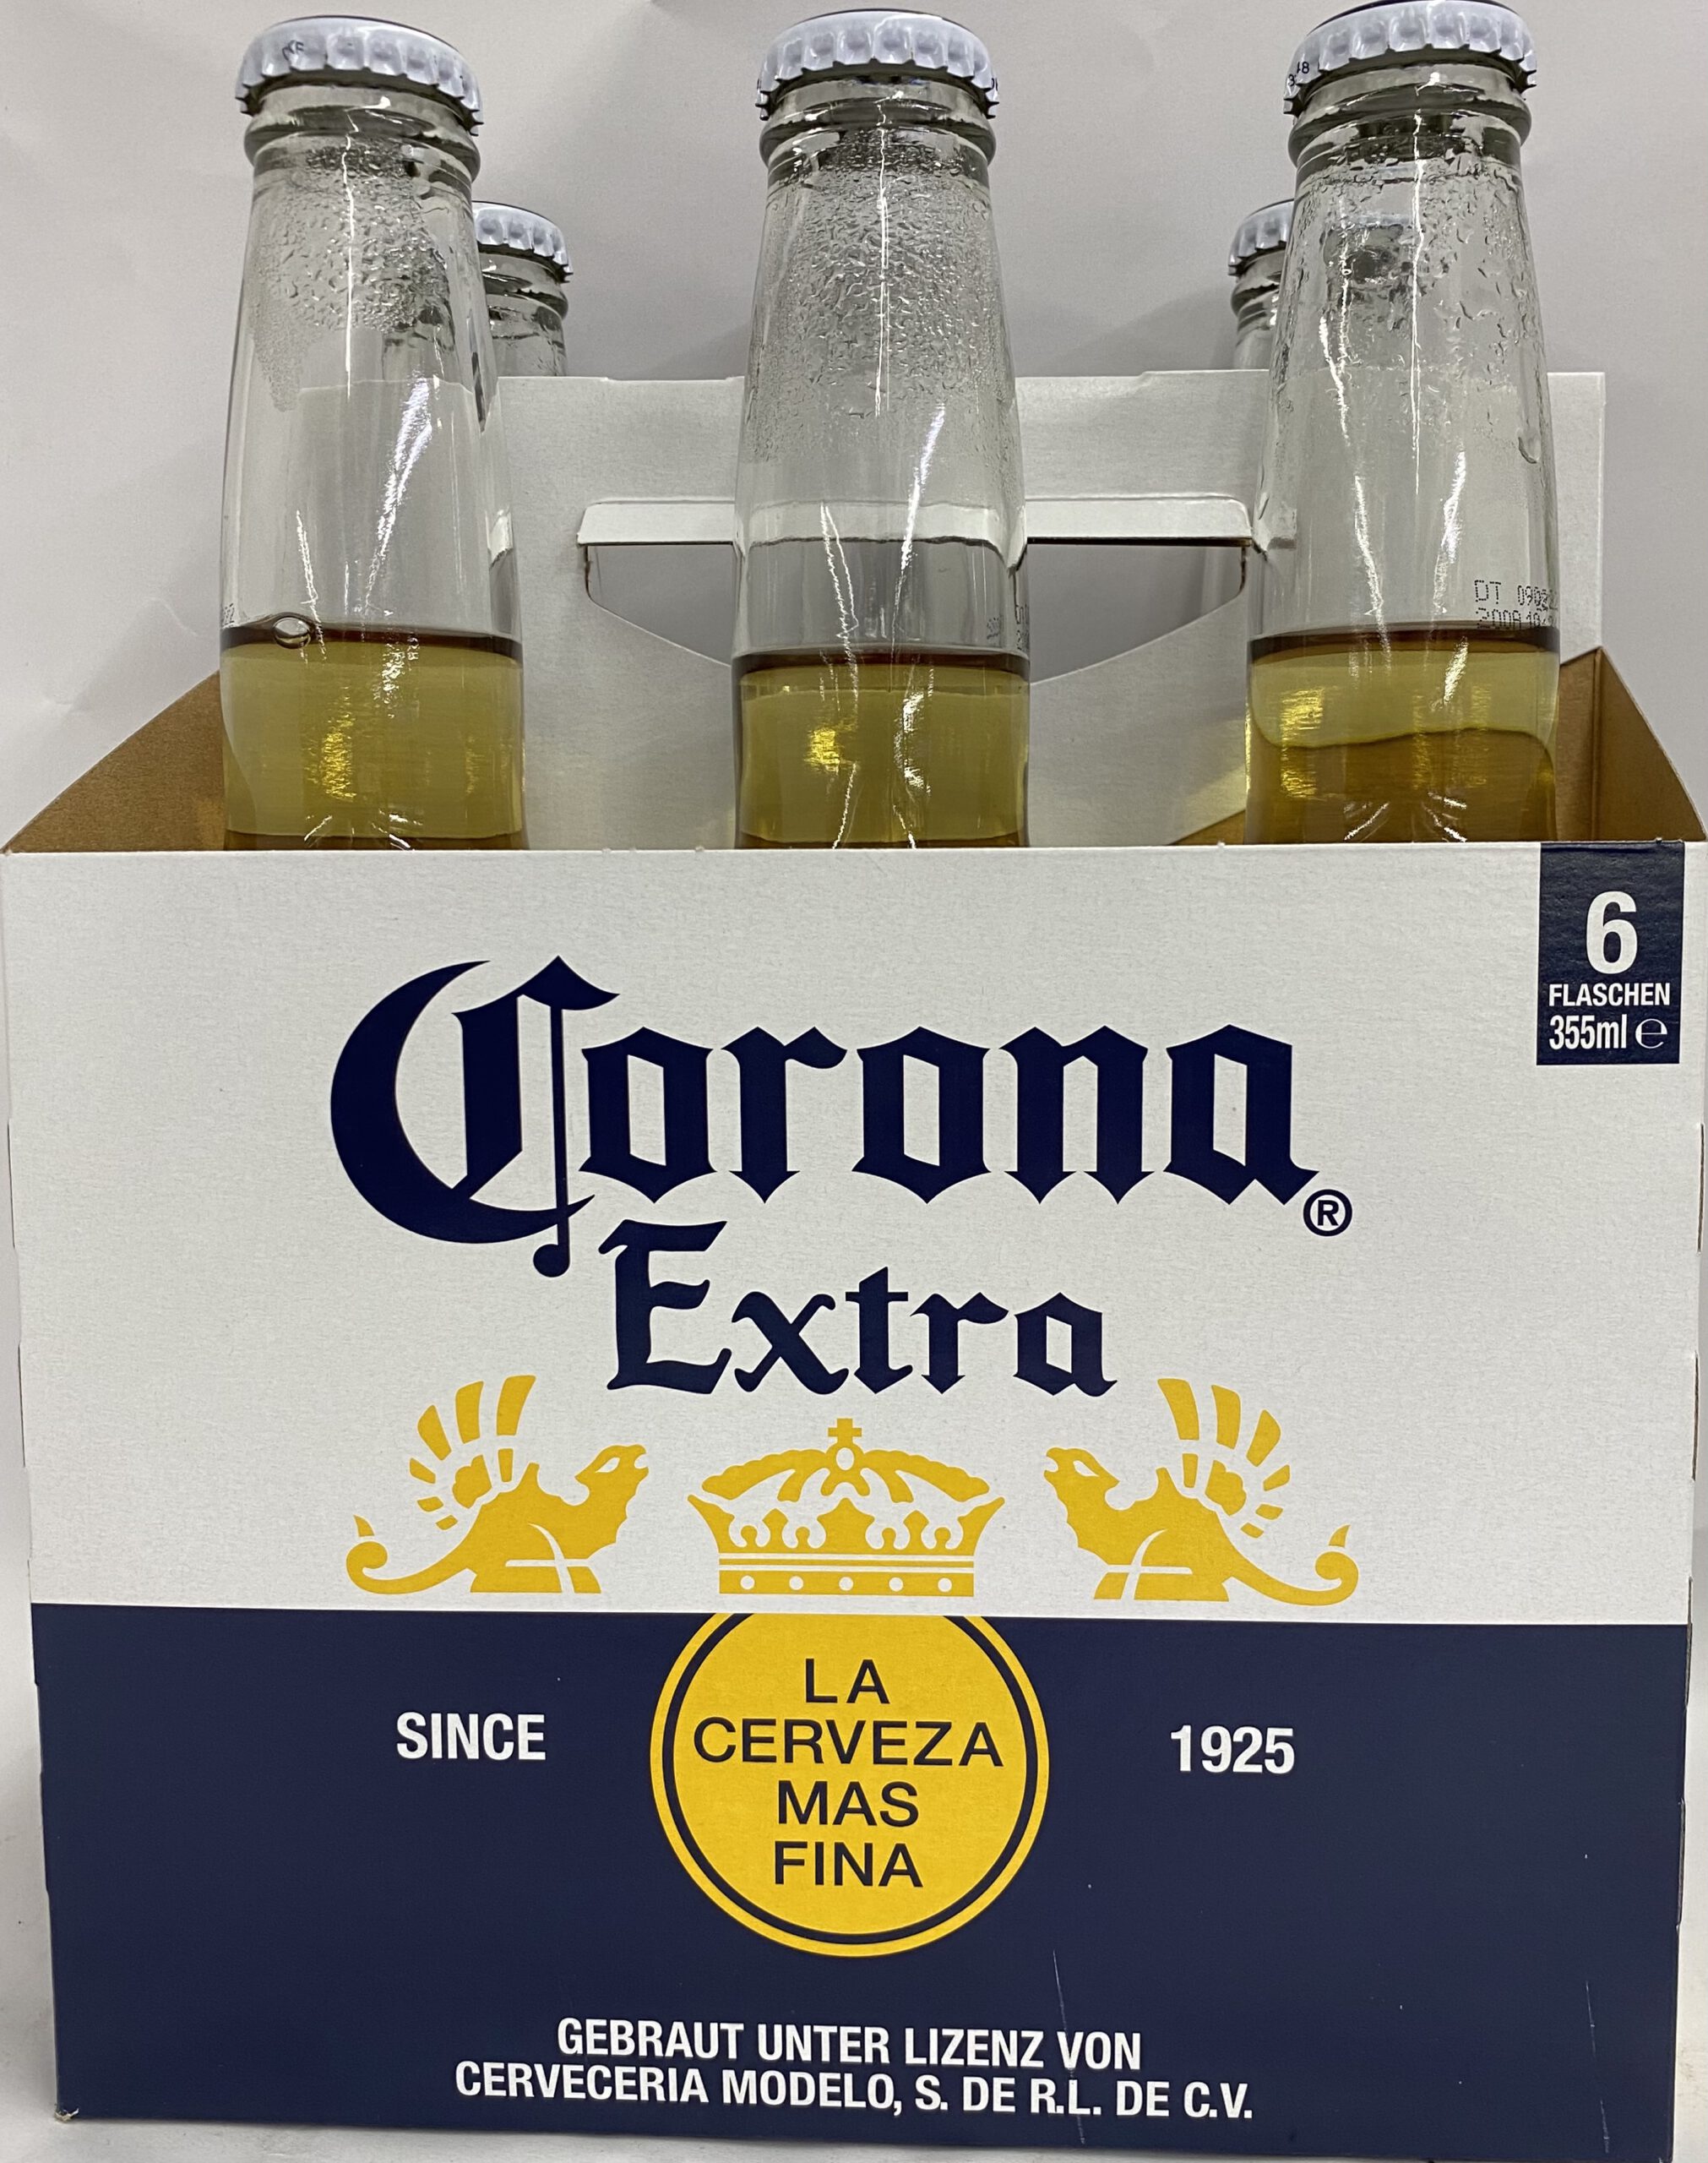 DT
6
FLASCHEN
355ml ℮
Corona
®
Extra
SINCE
LA
CERVEZA
MAS
FINA
1925
GEBRAUT UNTER LIZENZ VON
CERVECERIA MODELO, S. DE R.L. DE C.V.